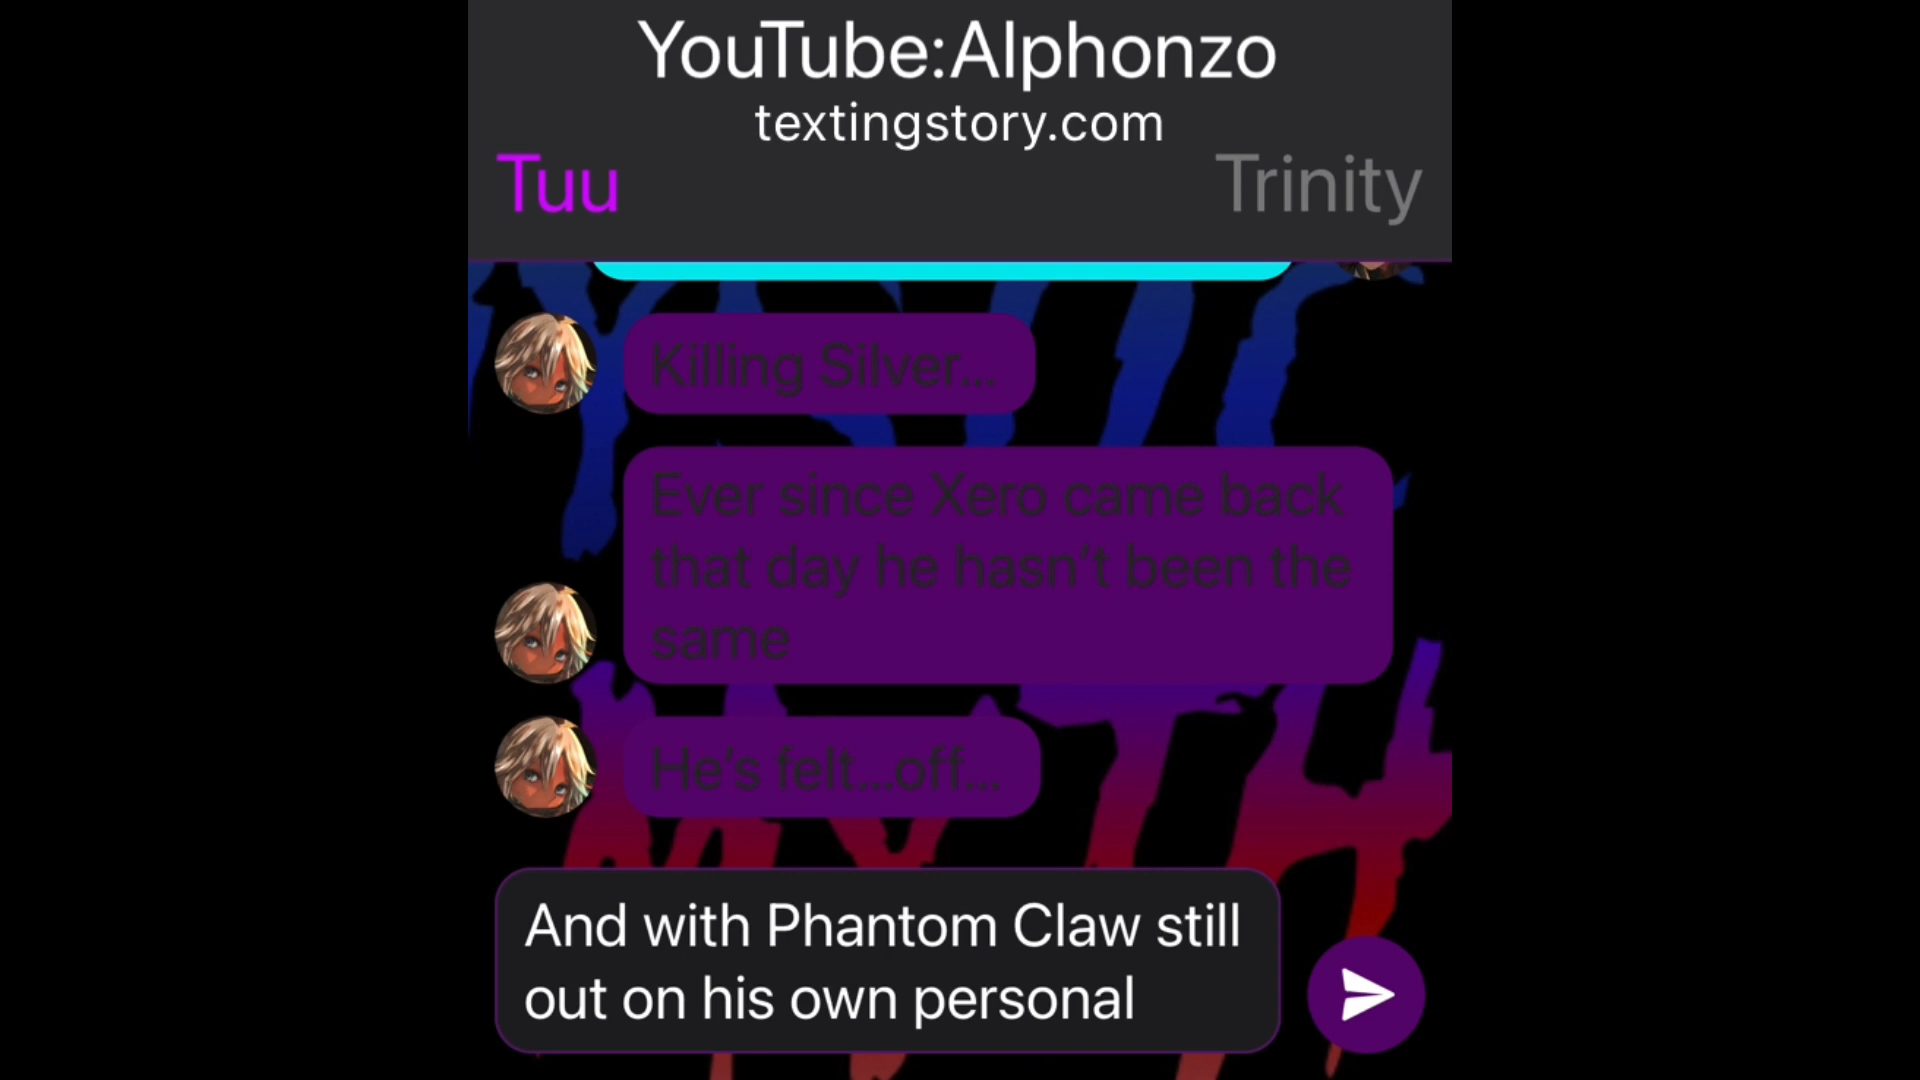 YouTube:Alphonzo
textingstory.com
Tuu
Trinity
Killing Silver...
Ever since Xero came back
that day he hasn’t been the
same
He’s felt...off...
And with Phantom Claw still
out on his own personal